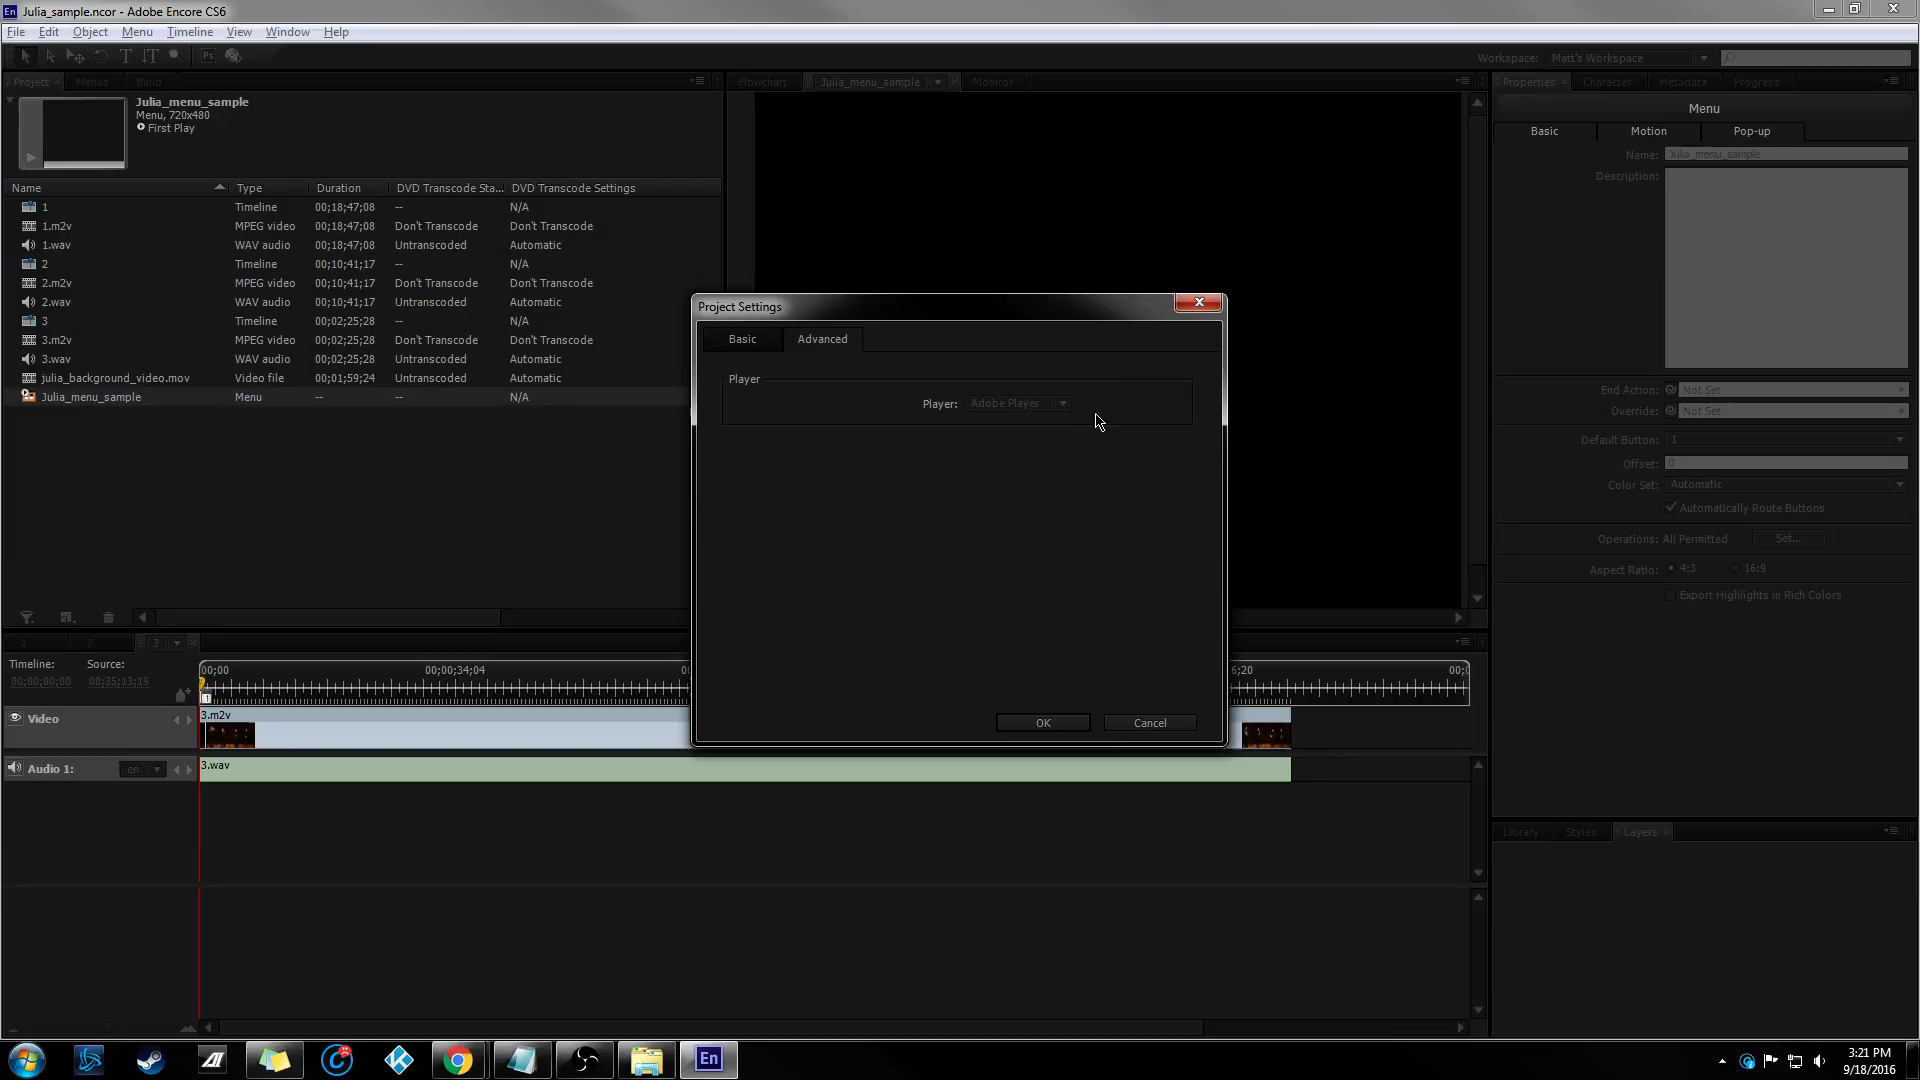 En Julia_sample.ncor - Adobe Encore CS6
File Edit Object Menu Timeline View Window Help
Ps
Workspace: Matt's Workspace
Project Menus Build
Flowchart Julia_menu_sample Monitor
Properties Character Metadata Progress
Julia_menu_sample
Menu, 720x480
First Play
Menu
Basic Motion Pop-up
Name: Julia_menu_sample
Description:
Name Type Duration DVD Transcode Sta... DVD Transcode Settings
1 Timeline 00;18;47;08 -- N/A
1.m2v MPEG video 00;18;47;08 Don't Transcode Don't Transcode
1.wav WAV audio 00;18;47;08 Untranscoded Automatic
2 Timeline 00;10;41;17 -- N/A
2.m2v MPEG video 00;10;41;17 Don't Transcode Don't Transcode
2.wav WAV audio 00;10;41;17 Untranscoded Automatic
3 Timeline 00;02;25;28 -- N/A
3.m2v MPEG video 00;02;25;28 Don't Transcode Don't Transcode
3.wav WAV audio 00;02;25;28 Untranscoded Automatic
julia_background_video.mov Video file 00;01;59;24 Untranscoded Automatic
Julia_menu_sample Menu -- -- N/A
Project Settings
Basic Advanced
Player
Player: Adobe Player
OK Cancel
End Action: Not Set
Override: Not Set
Default Button: 1
Offset: 0
Color Set: Automatic
Automatically Route Buttons
Operations: All Permitted Set...
Aspect Ratio: 4:3 16:9
Export Highlights in Rich Colors
1 2 3
Timeline: Source:
00;00;00;00 00;35;13;19
00;00 00;00;34;04 6;20 00;0
Video 3.m2v
Audio 1: en 3.wav
Library Styles Layers
En
3:21 PM
9/18/2016